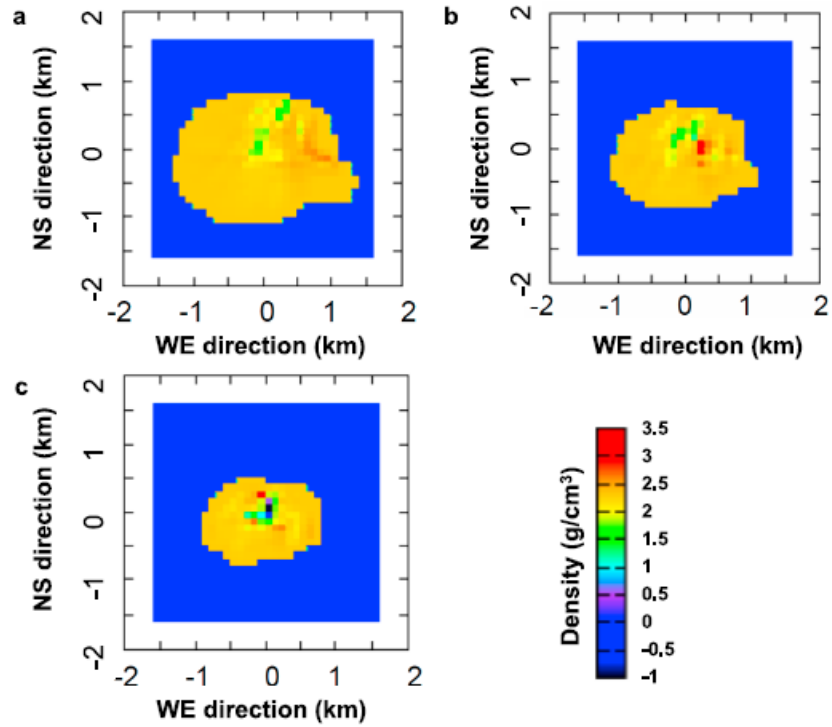 a
2
1
0
-1
-2
NS direction (km)
-2 -1 0 1 2
WE direction (km)
b
2
1
0
-1
-2
NS direction (km)
-2 -1 0 1 2
WE direction (km)
c
2
1
0
-1
-2
NS direction (km)
-2 -1 0 1 2
WE direction (km)
Density (g/cm³)
3.5
3
2.5
2
1.5
1
0.5
0
-0.5
-1